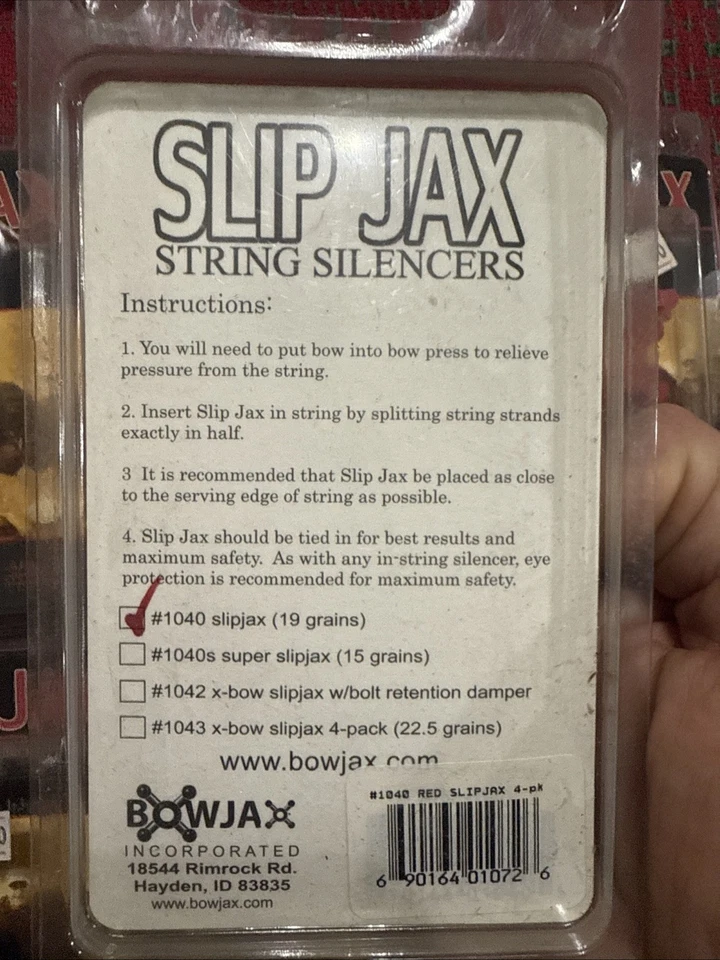 SLIP JAX
STRING SILENCERS
Instructions:
1. You will need to put bow into bow press to relieve
pressure from the string.
2. Insert Slip Jax in string by splitting string strands
exactly in half.
3 It is recommended that Slip Jax be placed as close
to the serving edge of string as possible.
4. Slip Jax should be tied in for best results and
maximum safety. As with any in-string silencer, eye
protection is recommended for maximum safety.
#1040 slipjax (19 grains)
#1040s super slipjax (15 grains)
#1042 x-bow slipjax w/bolt retention damper
#1043 x-bow slipjax 4-pack (22.5 grains)
www.bowjax.com
BOWJAX
INCORPORATED
18544 Rimrock Rd.
Hayden, ID 83835
www.bowjax.com
#1040 RED SLIPJAX 4-pk
6 90164 01072 6
X
J